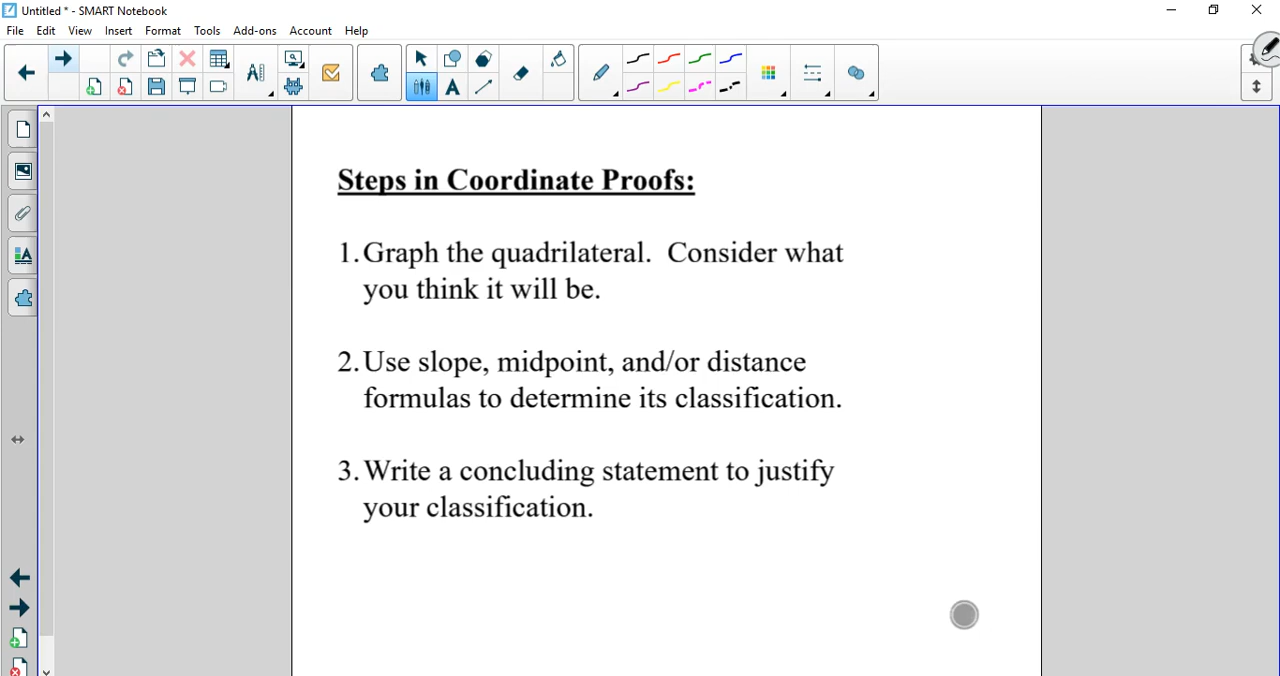 Untitled * - SMART Notebook
File Edit View Insert Format Tools Add-ons Account Help
Steps in Coordinate Proofs:
1. Graph the quadrilateral. Consider what
you think it will be.
2. Use slope, midpoint, and/or distance
formulas to determine its classification.
3. Write a concluding statement to justify
your classification.